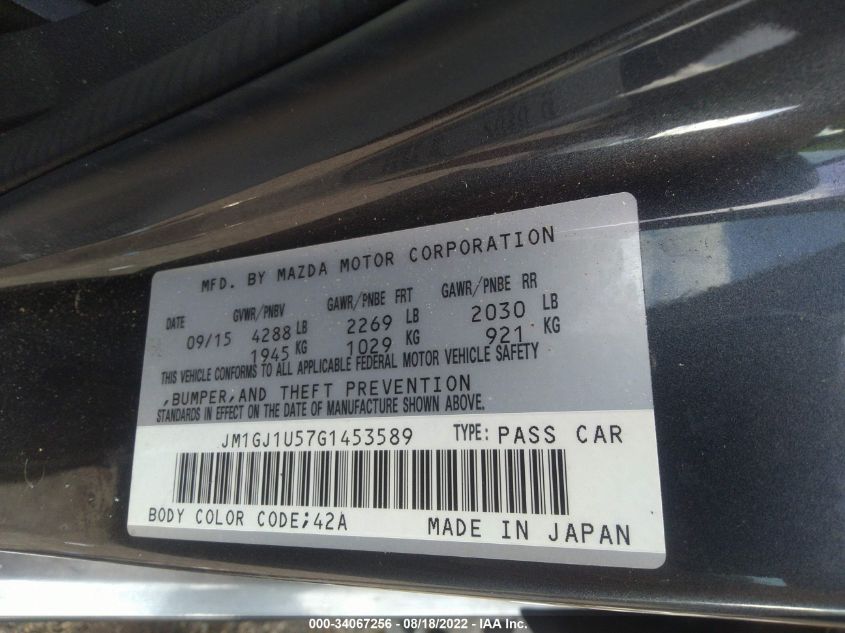 MFD. BY MAZDA MOTOR CORPORATION
DATE GVWR/PNBV GAWR/PNBE FRT GAWR/PNBE RR
09/15 4288 LB 2269 LB 2030 LB
1945 KG 1029 KG 921 KG
THIS VEHICLE CONFORMS TO ALL APPLICABLE FEDERAL MOTOR VEHICLE SAFETY
,BUMPER,AND THEFT PREVENTION
STANDARDS IN EFFECT ON THE DATE OF MANUFACTURE SHOWN ABOVE.
JM1GJ1U57G1453589 TYPE: PASS CAR
BODY COLOR CODE;42A MADE IN JAPAN
000-34067256 - 08/18/2022 - IAA Inc.